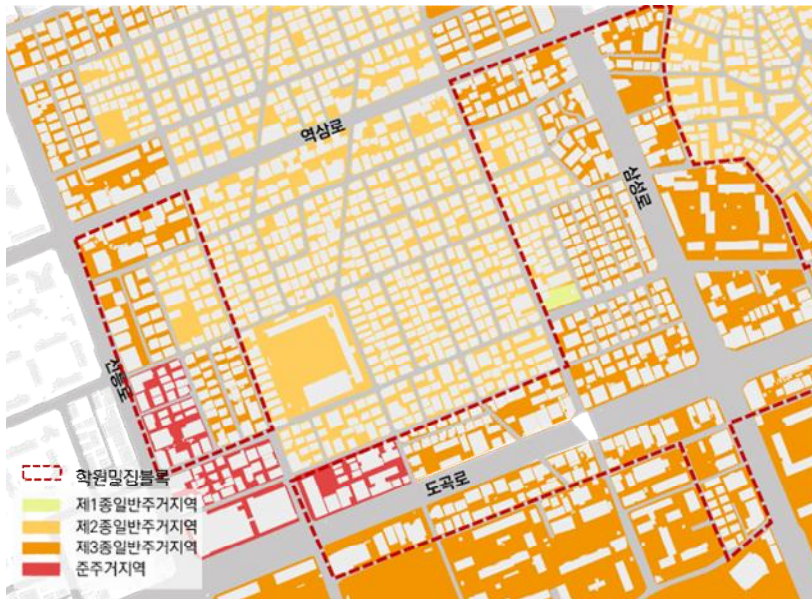 역삼로
삼성로
선릉로
도곡로
학원밀집블록
제1종일반주거지역
제2종일반주거지역
제3종일반주거지역
준주거지역